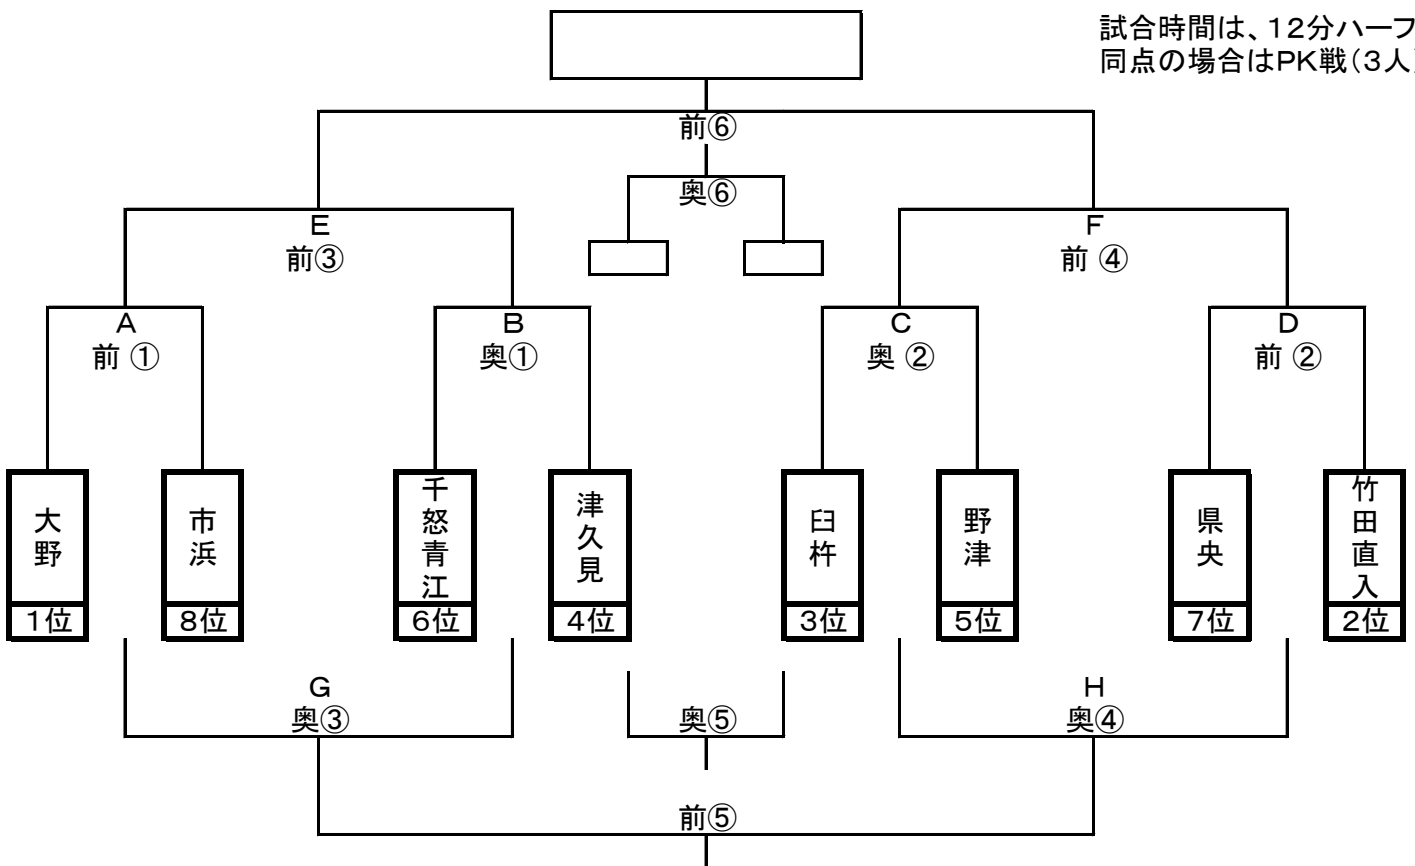 試合時間は、12分ハーフ
同点の場合はPK戦(3人)
前⑥
奥⑥
E
前③
F
前 ④
A
前 ①
B
奥①
C
奥 ②
D
前 ②
大野
1位
市浜
8位
千怒青江
6位
津久見
4位
臼杵
3位
野津
5位
県央
7位
竹田直入
2位
G
奥③
奥⑤
H
奥④
前⑤